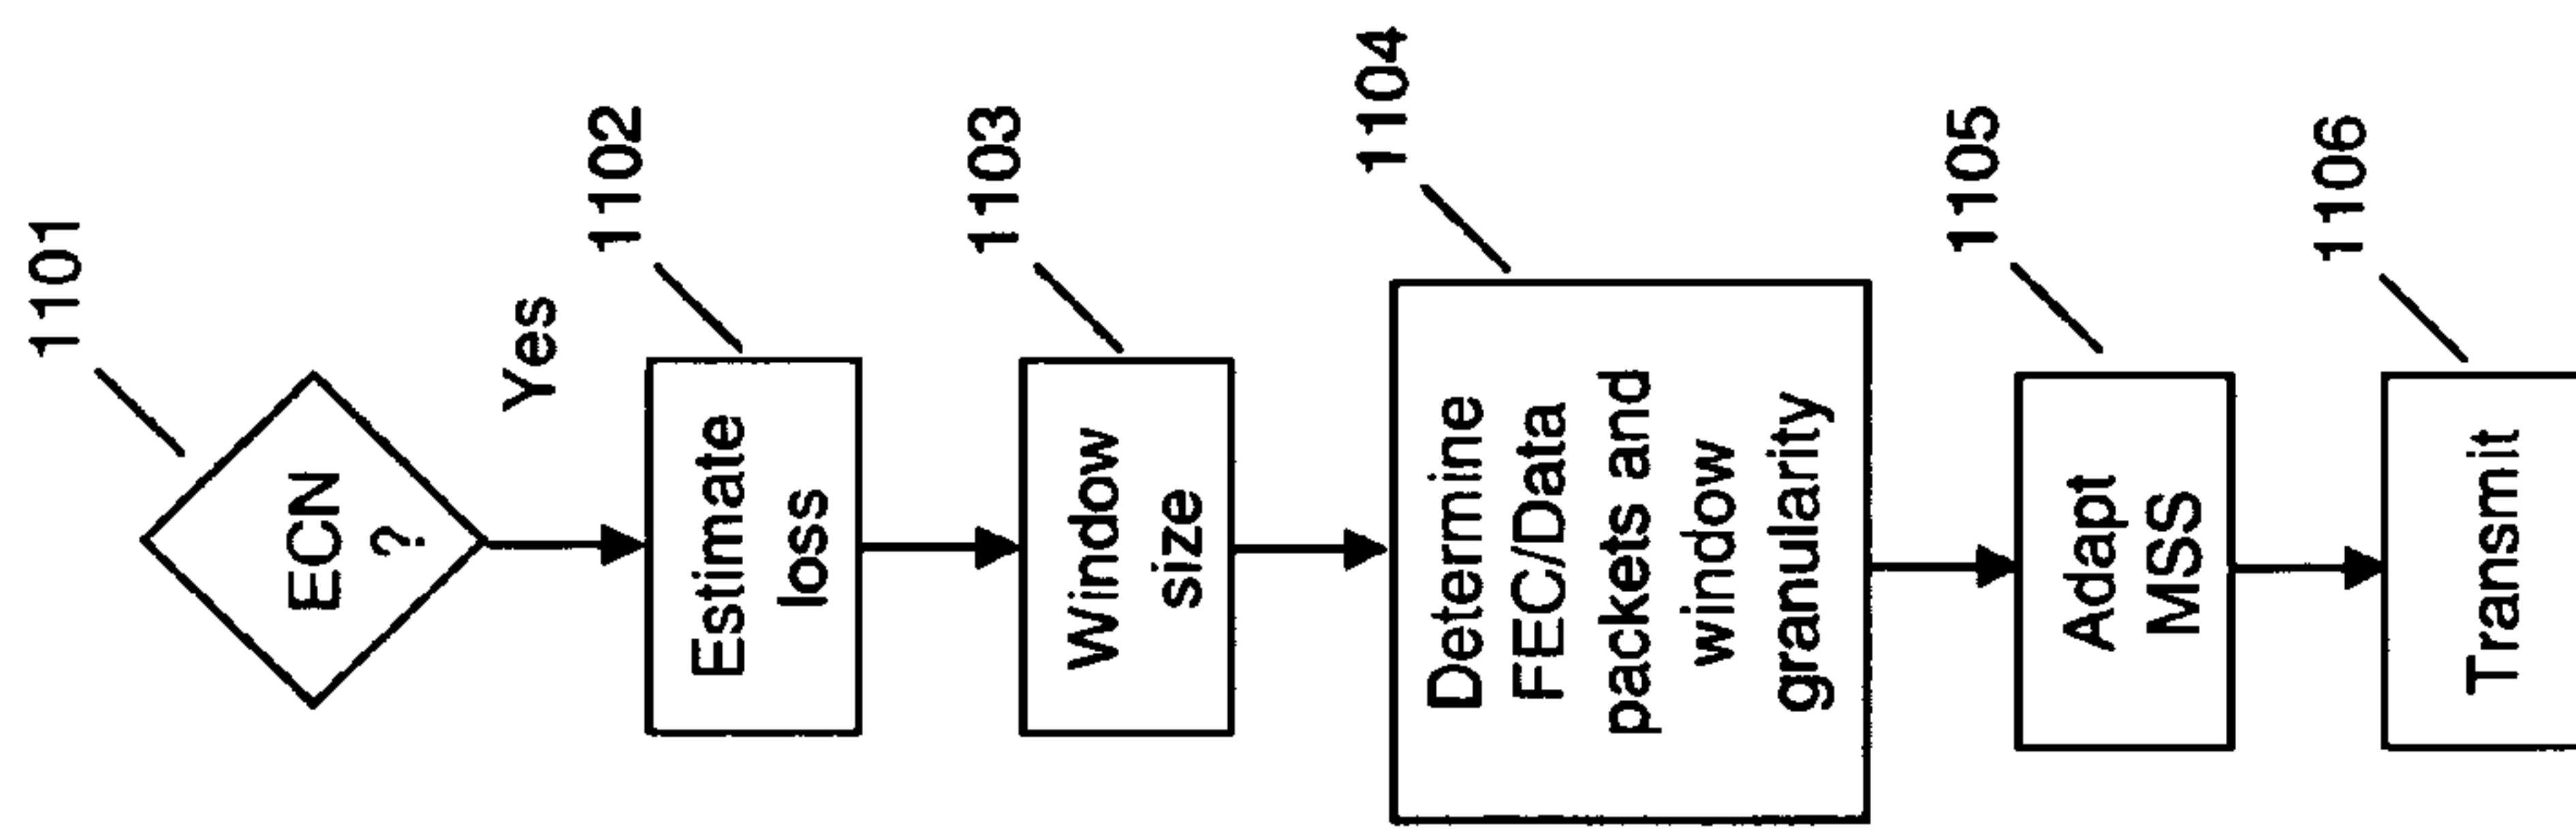 1101
ECN
?
Yes
1102
Estimate
loss
1103
Window
size
1104
Determine
FEC/Data
packets and
window
granularity
1105
Adapt
MSS
1106
Transmit